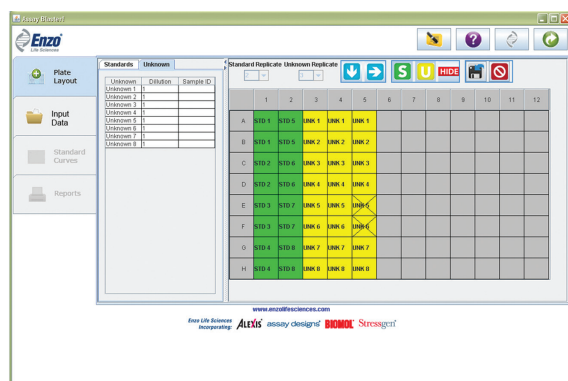 Assay Blaster!
Enzo
Life Sciences
Plate Layout
Input Data
Standard Curves
Reports
Standards Unknown
Unknown Dilution Sample ID
Unknown 1 1
Unknown 2 1
Unknown 3 1
Unknown 4 1
Unknown 5 1
Unknown 6 1
Unknown 7 1
Unknown 8 1
Standard Replicate Unknown Replicate
2 3
S U HIDE
?
1 2 3 4 5 6 7 8 9 10 11 12
A STD 1 STD 5 UNK 1 UNK 1 UNK 1
B STD 1 STD 5 UNK 2 UNK 2 UNK 2
C STD 2 STD 6 UNK 3 UNK 3 UNK 3
D STD 2 STD 6 UNK 4 UNK 4 UNK 4
E STD 3 STD 7 UNK 5 UNK 5 UNK 5
F STD 3 STD 7 UNK 6 UNK 6 UNK 6
G STD 4 STD 8 UNK 7 UNK 7 UNK 7
H STD 4 STD 8 UNK 8 UNK 8 UNK 8
www.enzolifesciences.com
Enzo Life Sciences
Incorporating: ALEXIS assay designs BIOMOL Stressgen